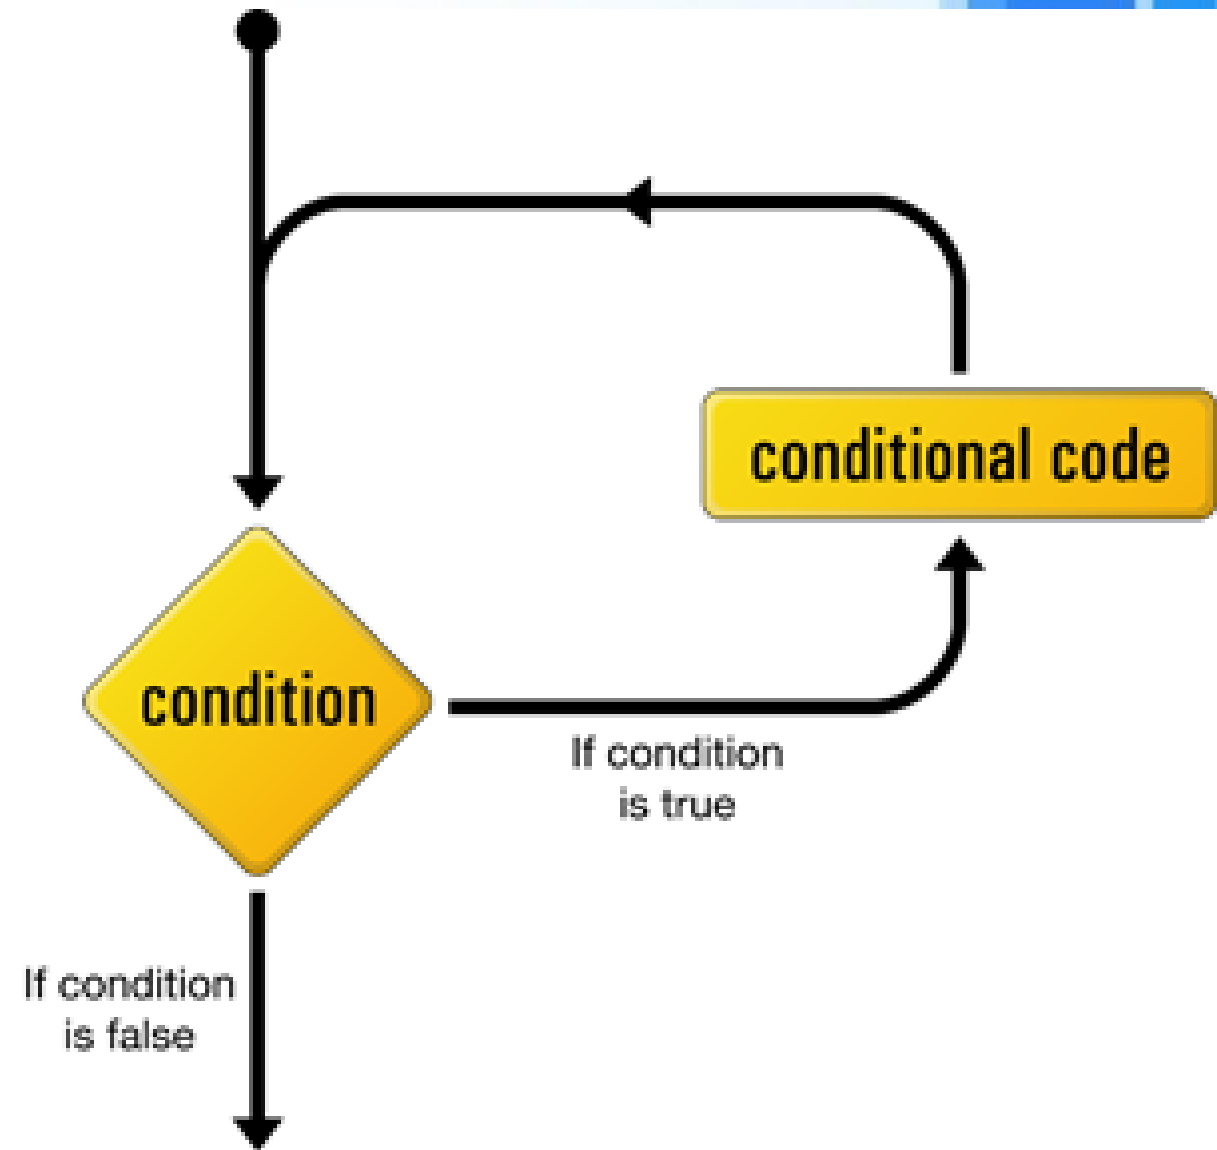 conditional code
condition
If condition
is true
If condition
is false